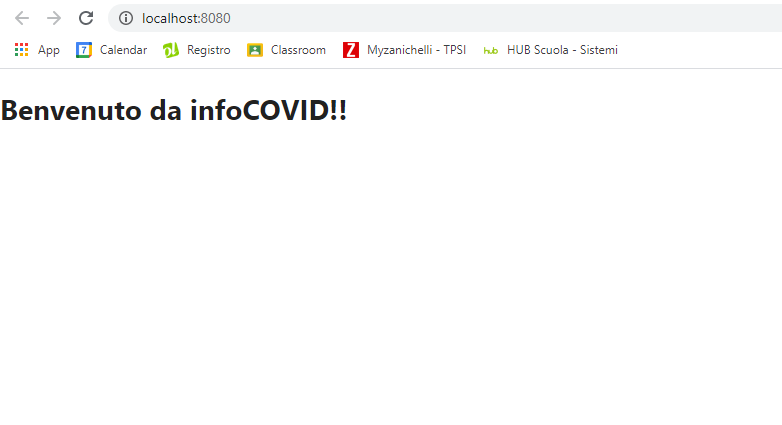 localhost:8080
App 7 Calendar Registro Classroom Z Myzanichelli - TPSI hub HUB Scuola - Sistemi
Benvenuto da infoCOVID!!